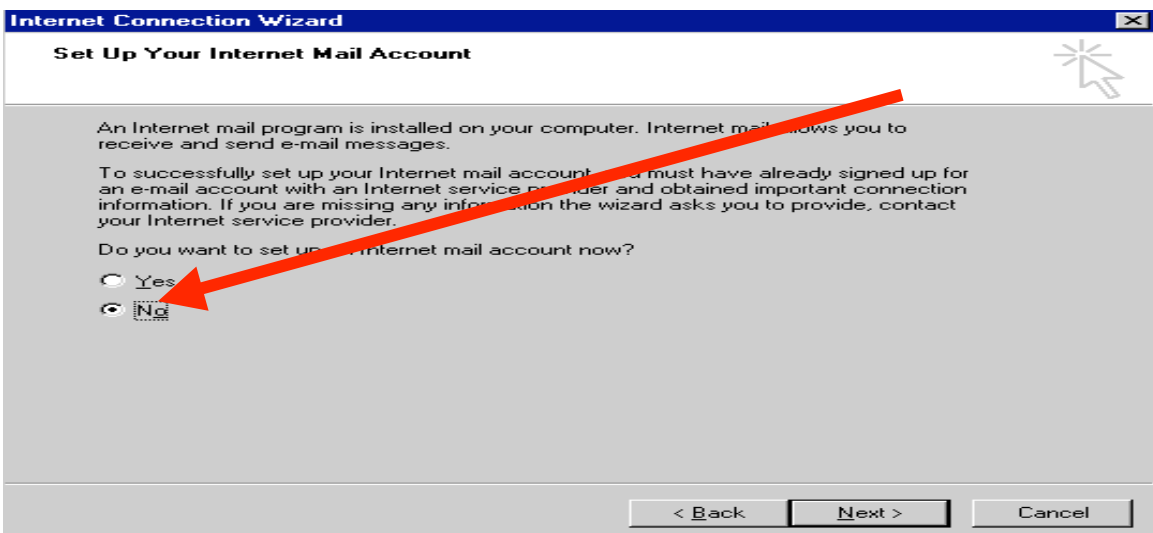 Internet Connection Wizard
Set Up Your Internet Mail Account
An Internet mail program is installed on your computer. Internet mail allows you to
receive and send e-mail messages.
To successfully set up your Internet mail account, you must have already signed up for
an e-mail account with an Internet service provider and obtained important connection
information. If you are missing any information the wizard asks you to provide, contact
your Internet service provider.
Do you want to set up an Internet mail account now?
Yes
No
< Back Next > Cancel